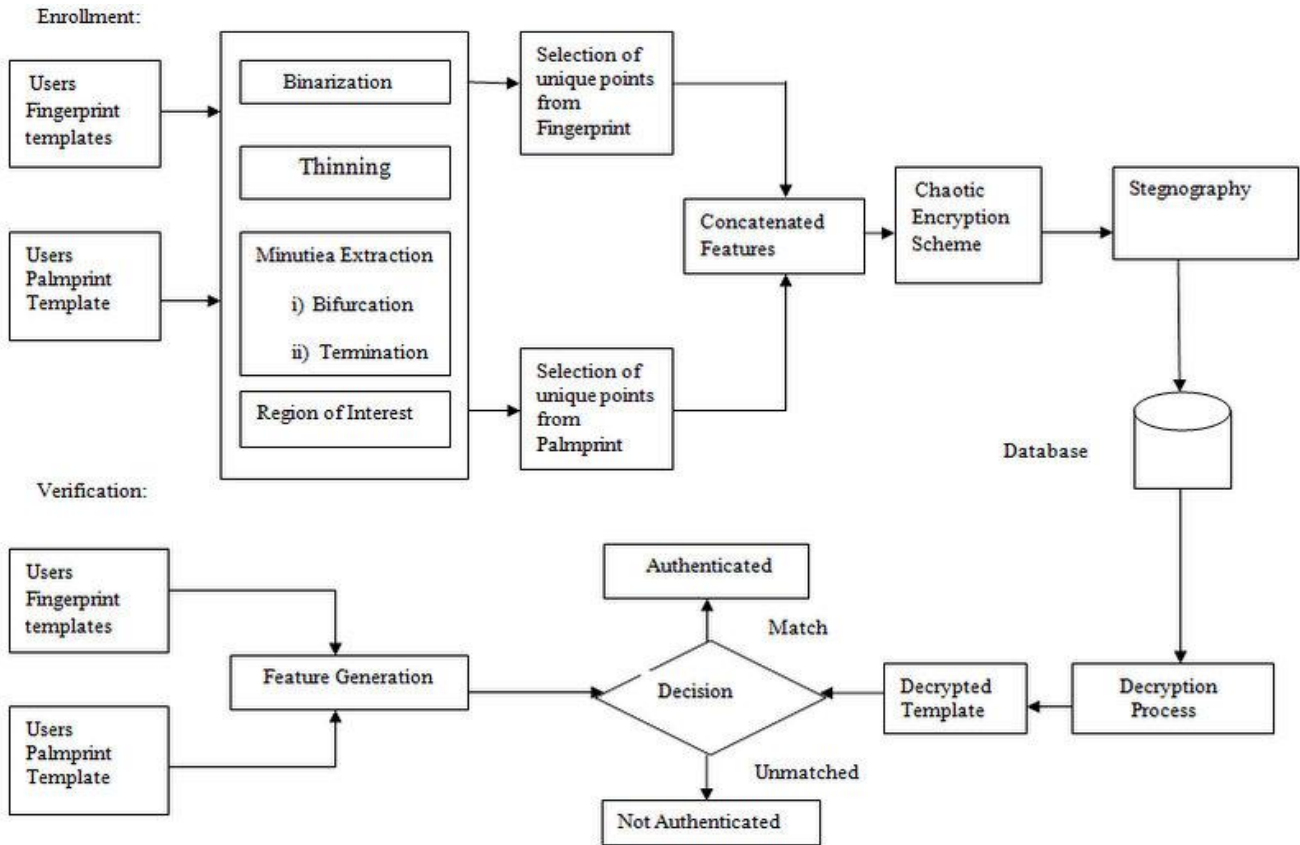 Enrollment:
Users
Fingerprint
templates
Users
Palmprint
Template
Binarization
Thinning
Minutiea Extraction
i) Bifurcation
ii) Termination
Region of Interest
Selection of
unique points
from
Fingerprint
Selection of
unique points
from
Palmprint
Concatenated
Features
Chaotic
Encryption
Scheme
Stegnography
Database
Verification:
Users
Fingerprint
templates
Users
Palmprint
Template
Feature Generation
Authenticated
Match
Decision
Unmatched
Not Authenticated
Decrypted
Template
Decryption
Process